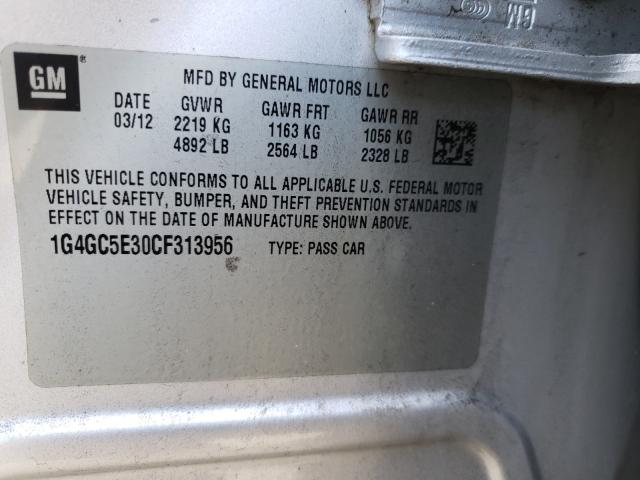 GM®
MFD BY GENERAL MOTORS LLC
DATE GVWR GAWR FRT GAWR RR
03/12 2219 KG 1163 KG 1056 KG
4892 LB 2564 LB 2328 LB
THIS VEHICLE CONFORMS TO ALL APPLICABLE U.S. FEDERAL MOTOR
VEHICLE SAFETY, BUMPER, AND THEFT PREVENTION STANDARDS IN
EFFECT ON THE DATE OF MANUFACTURE SHOWN ABOVE.
1G4GC5E30CF313956 TYPE: PASS CAR
GM